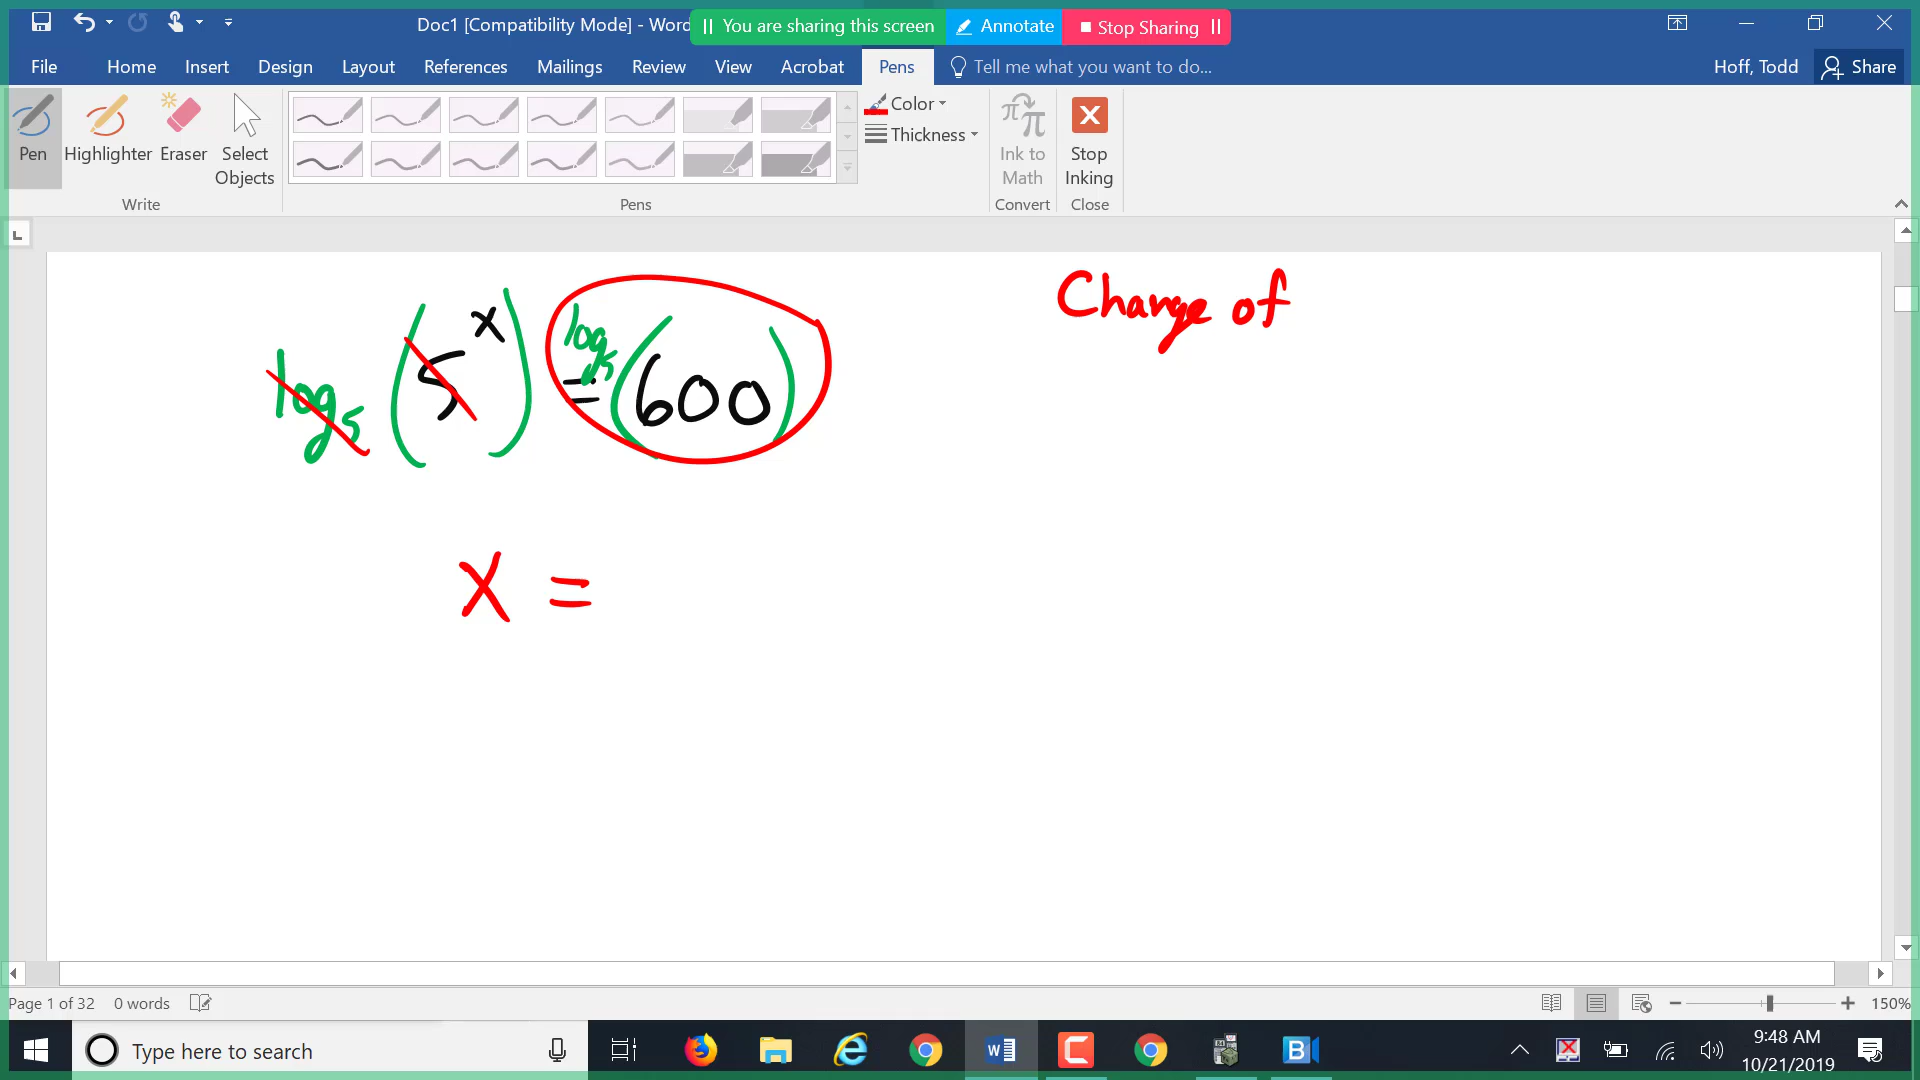 Doc1 [Compatibility Mode] - Word
You are sharing this screen
Annotate
Stop Sharing
File Home Insert Design Layout References Mailings Review View Acrobat Pens Tell me what you want to do... Hoff, Todd Share
Pen Highlighter Eraser Select Objects
Color
Thickness
Ink to Math
Stop Inking
Write Pens Convert Close
Change of
log₅ (5^x) = log₅ (600)
x =
Page 1 of 32 0 words 150%
Type here to search
9:48 AM
10/21/2019